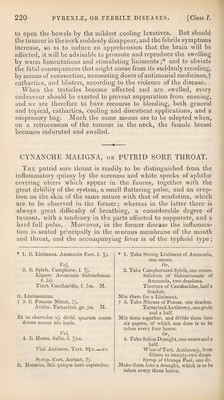 220 PYREXIÆ, OR FEBRILE DISEASES. [Class I.
to open the bowels by the mildest cooling laxatives. But should
the tumour in the neck suddenly disappear, and the febrile symptoms
increase, so as to induce an apprehension that the brain will be
affected, it will be advisable to promote and reproduce the swelling
by warm fomentations and stimulating liniments;* and to obviate
the fatal consequences that might ensue from its suddenly receding,
by means of venesection, nauseating doses of antimonial medicines,†
cathartics, and blisters, according to the violence of the disease.
When the testicles become affected and are swelled, every
endeavour should be exerted to prevent suppuration from ensuing,
and we are therefore to have recourse to bleeding, both general
and topical, cathartics, cooling and discutient applications, and a
suspensory bag. Much the same means are to be adopted when,
on a retrocession of the tumour in the neck, the female breast
becomes indurated and swelled.
CYNANCHE MALIGNA, OR PUTRID SORE THROAT.
THE putrid sore throat is readily to be distinguished from the
inflammatory quinsy by the soreness and white specks of aphthæ
covering ulcers which appear in the fauces, together with the
great debility of the system, a small fluttering pulse, and an erup-
tion on the skin of the same nature with that of scarlatina, which
are to be observed in the former; whereas in the latter there is
always great difficulty of breathing, a considerable degree of
tumour, with a tendency in the parts affected to suppurate, and a
hard full pulse. Moreover, in the former disease the inflamma-
tion is seated principally in the mucous membrane of the mouth
and throat, and the accompanying fever is of the typhoid type;
* 1. ℞. Liniment. Ammoniæ Fort. f. ℥j.
Vel,
2. ℞. Spirit. Camphoræ, f. ℥j.
Liquor. Ammoniæ Subcarbonat.
f. ʒij.
Tinct. Cantharidis, f. ʒss. M.
ft. Linimentum.
† 3. ℞ Potassæ Nitrat. ʒj.
Antim. Tartarizat. gr. jss. M.
Et in chartulas vj. divid. quarum unam
donec nausea 4tis horis.
Vel,
4. ℞. Haust. Salin. f. ℥jss.
Vini Antimon. Tart.
Syrup. Cort. Aurant. ʒj.
ft. Haustus, 4tis quisque horis capiendus.
* 1. Take Strong Liniment of Ammonia,
one ounce.
Or,
2. Take Camphorated Spirit, one ounce.
Solution of Subcarbonate of
Ammonia, two drachms.
Tincture of Cantharides, half a
drachm.
Mix them for a Liniment.
† 3. Take Nitrate of Potass, one drachm.
Tartarized Antimony, one grain
and a half.
Mix them together, and divide them into
six papers, of which one dose is to be
taken every four hours.
Or,
4. Take Saline Draught, one ounce and a
half.
Wine of Tart. Antimony, from
fifteen to twenty-two drops.
Syrup of Orange Peel, one dr.
Make them into a draught, which is to be
taken every three hours.